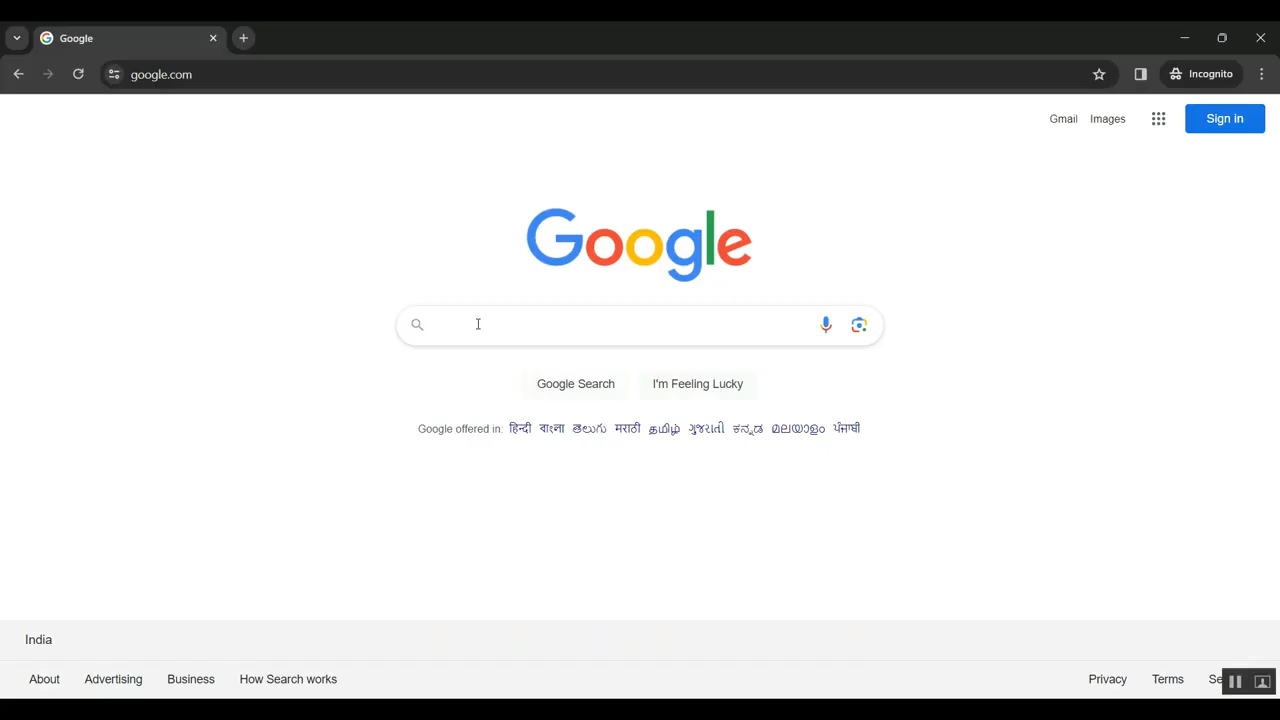 Google
google.com
Incognito
Gmail Images Sign in
Google
Google Search I'm Feeling Lucky
Google offered in: हिन्दी বাংলা తెలుగు मराठी தமிழ் ગુજરાતી ಕನ್ನಡ മലയാളം ਪੰਜਾਬੀ
India
About Advertising Business How Search works Privacy Terms Se